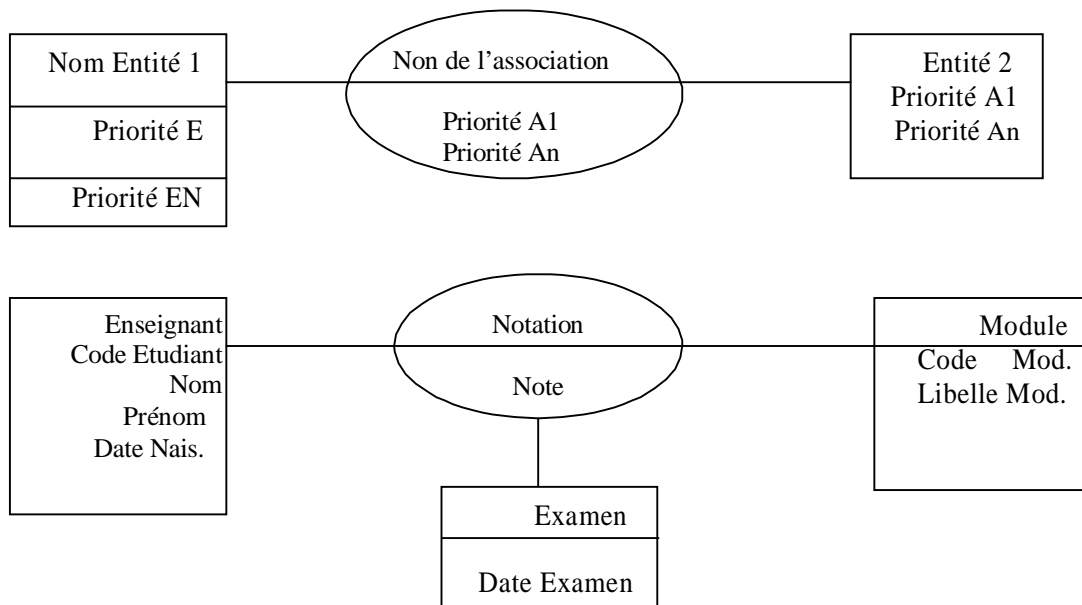 Nom Entité 1
Priorité E
Priorité EN
Non de l'association
Priorité A1
Priorité An
Entité 2
Priorité A1
Priorité An
Enseignant
Code Etudiant
Nom
Prénom
Date Nais.
Notation
Note
Module
Code Mod.
Libelle Mod.
Examen
Date Examen